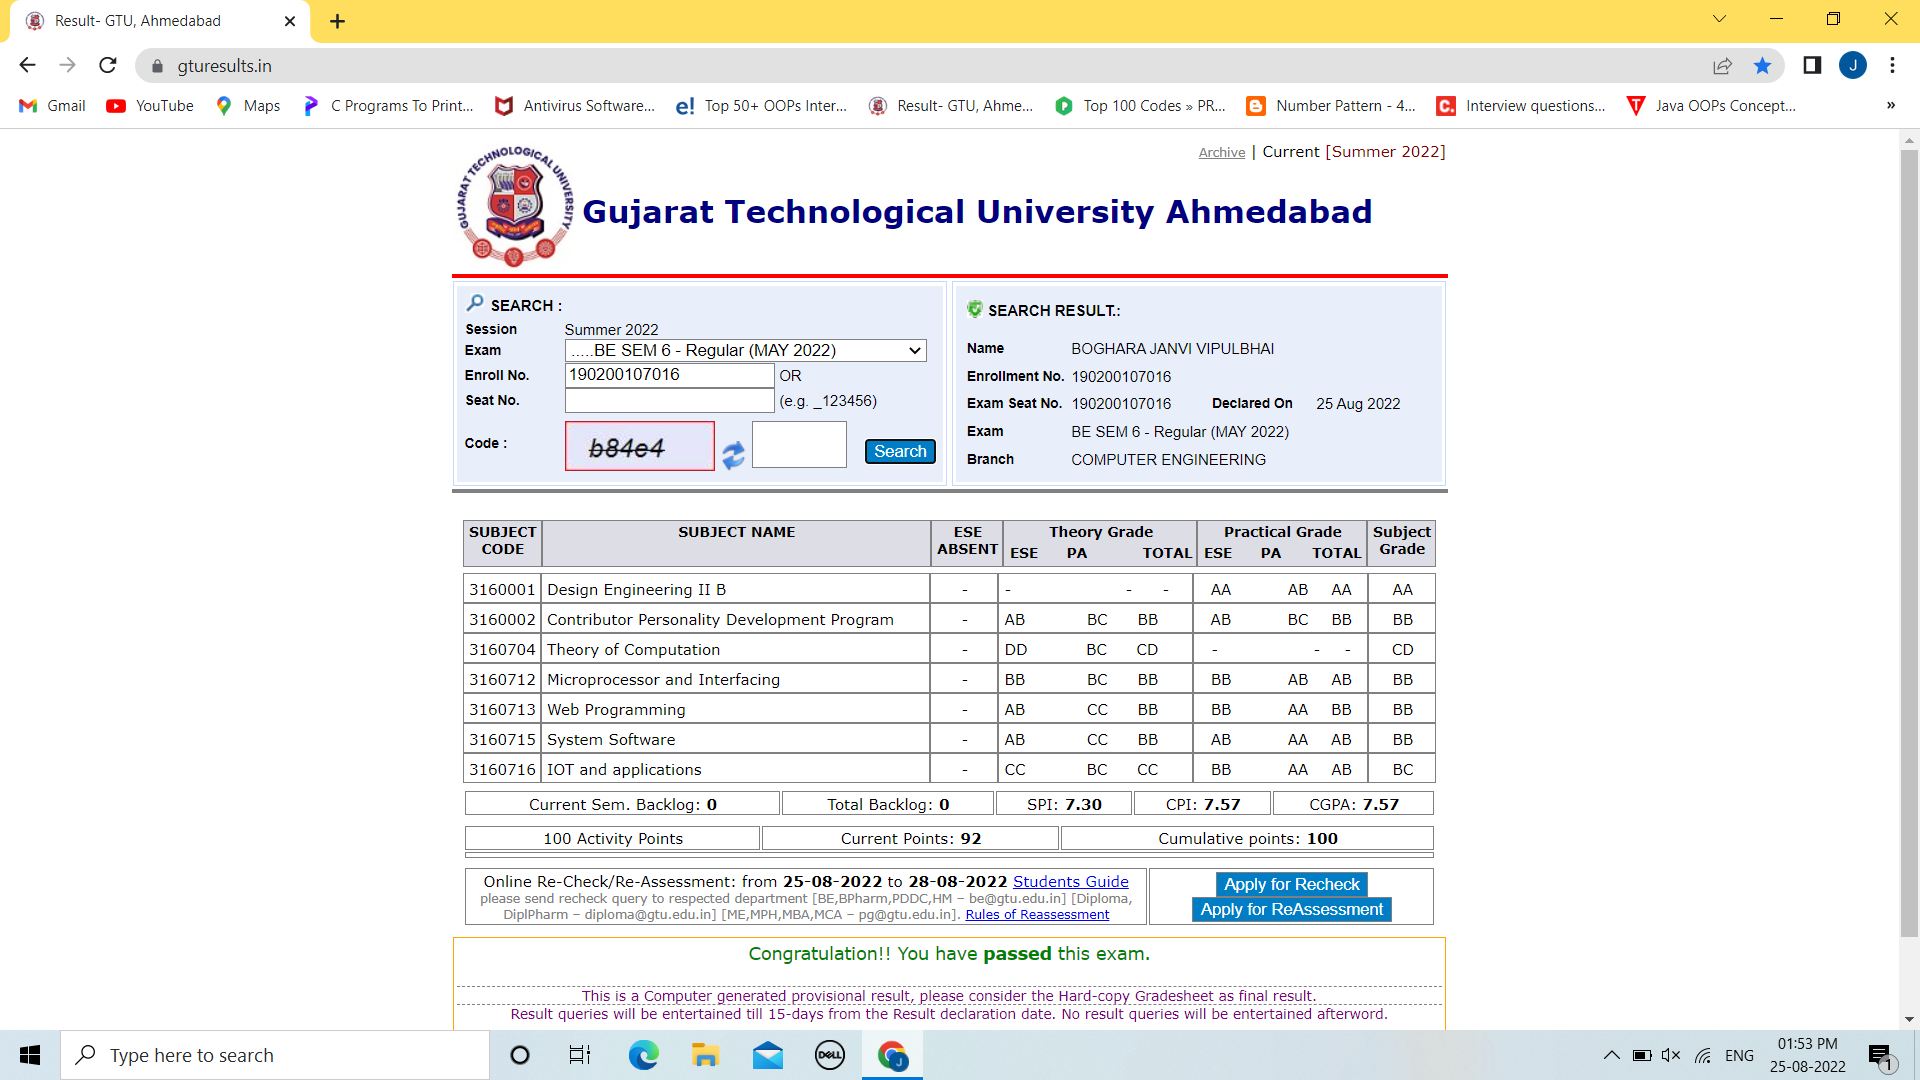 Result- GTU, Ahmedabad
gturesults.in
J
Gmail YouTube Maps C Programs To Print... Antivirus Software... Top 50+ OOPs Inter... Result- GTU, Ahme... Top 100 Codes » PR... Number Pattern - 4... Interview questions... Java OOPs Concept... »
Archive | Current [Summer 2022]
GUJARAT TECHNOLOGICAL UNIVERSITY
Gujarat Technological University Ahmedabad
SEARCH :
Session Summer 2022
Exam .....BE SEM 6 - Regular (MAY 2022)
Enroll No. 190200107016 OR
Seat No. (e.g. _123456)
Code : b84e4 Search
SEARCH RESULT.:
Name BOGHARA JANVI VIPULBHAI
Enrollment No. 190200107016
Exam Seat No. 190200107016 Declared On 25 Aug 2022
Exam BE SEM 6 - Regular (MAY 2022)
Branch COMPUTER ENGINEERING
SUBJECT CODE SUBJECT NAME ESE ABSENT Theory Grade Practical Grade Subject Grade
ESE PA TOTAL ESE PA TOTAL
3160001 Design Engineering II B - - - - AA AB AA AA
3160002 Contributor Personality Development Program - AB BC BB AB BC BB BB
3160704 Theory of Computation - DD BC CD - - - CD
3160712 Microprocessor and Interfacing - BB BC BB BB AB AB BB
3160713 Web Programming - AB CC BB BB AA BB BB
3160715 System Software - AB CC BB AB AA AB BB
3160716 IOT and applications - CC BC CC BB AA AB BC
Current Sem. Backlog: 0 Total Backlog: 0 SPI: 7.30 CPI: 7.57 CGPA: 7.57
100 Activity Points Current Points: 92 Cumulative points: 100
Online Re-Check/Re-Assessment: from 25-08-2022 to 28-08-2022 Students Guide
please send recheck query to respected department [BE,BPharm,PDDC,HM – be@gtu.edu.in] [Diploma,
DiplPharm – diploma@gtu.edu.in] [ME,MPH,MBA,MCA – pg@gtu.edu.in]. Rules of Reassessment
Apply for Recheck
Apply for ReAssessment
Congratulation!! You have passed this exam.
This is a Computer generated provisional result, please consider the Hard-copy Gradesheet as final result.
Result queries will be entertained till 15-days from the Result declaration date. No result queries will be entertained afterword.
Type here to search
DELL
J
ENG
01:53 PM
25-08-2022
1